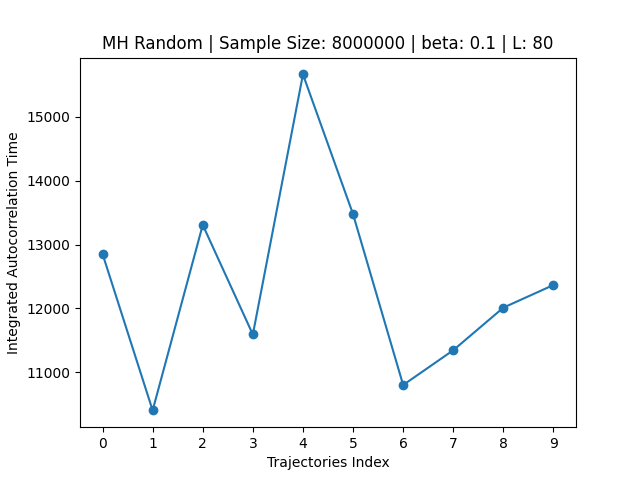 MH Random | Sample Size: 8000000 | beta: 0.1 | L: 80
Integrated Autocorrelation Time
15000
14000
13000
12000
11000
0 1 2 3 4 5 6 7 8 9
Trajectories Index